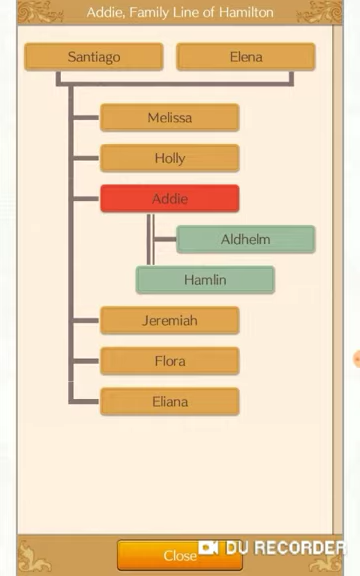 Addie, Family Line of Hamilton
Santiago Elena
Melissa
Holly
Addie
Aldhelm
Hamlin
Jeremiah
Flora
Eliana
Close DU RECORDER